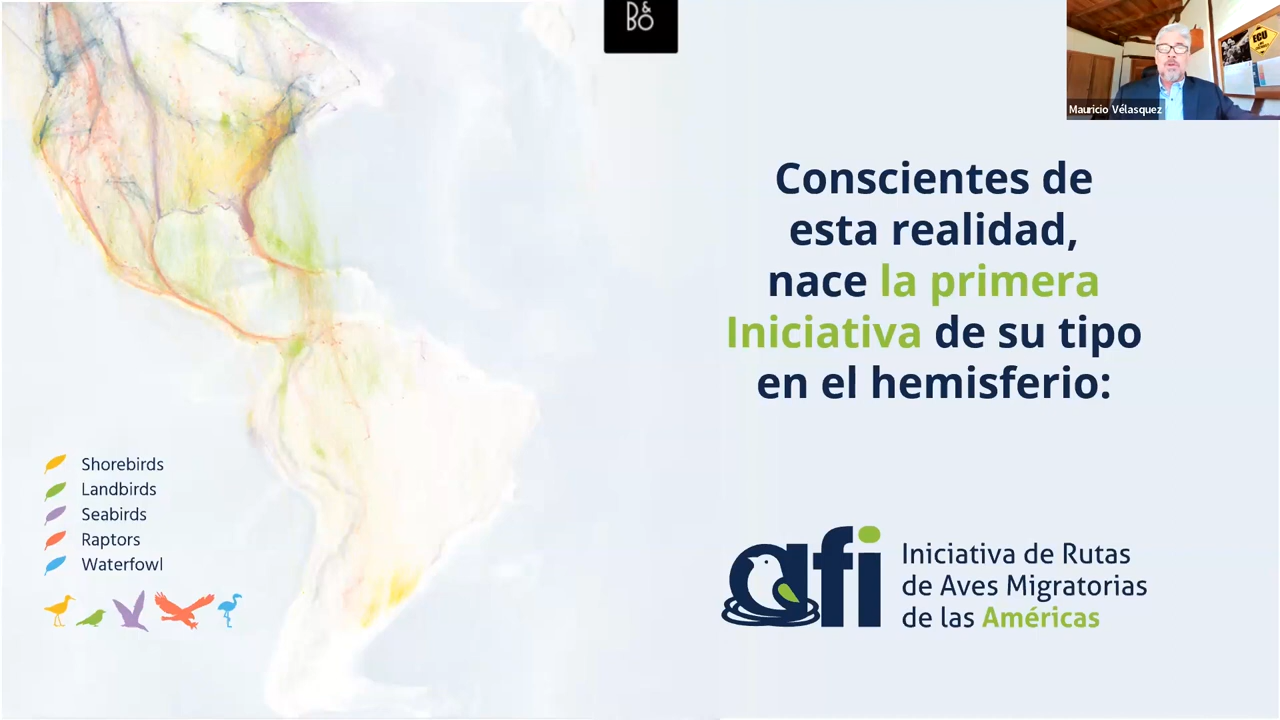 B&O
Mauricio Vélasquez
ECU
Conscientes de
esta realidad,
nace la primera
Iniciativa de su tipo
en el hemisferio:
Shorebirds
Landbirds
Seabirds
Raptors
Waterfowl
afi
Iniciativa de Rutas
de Aves Migratorias
de las Américas